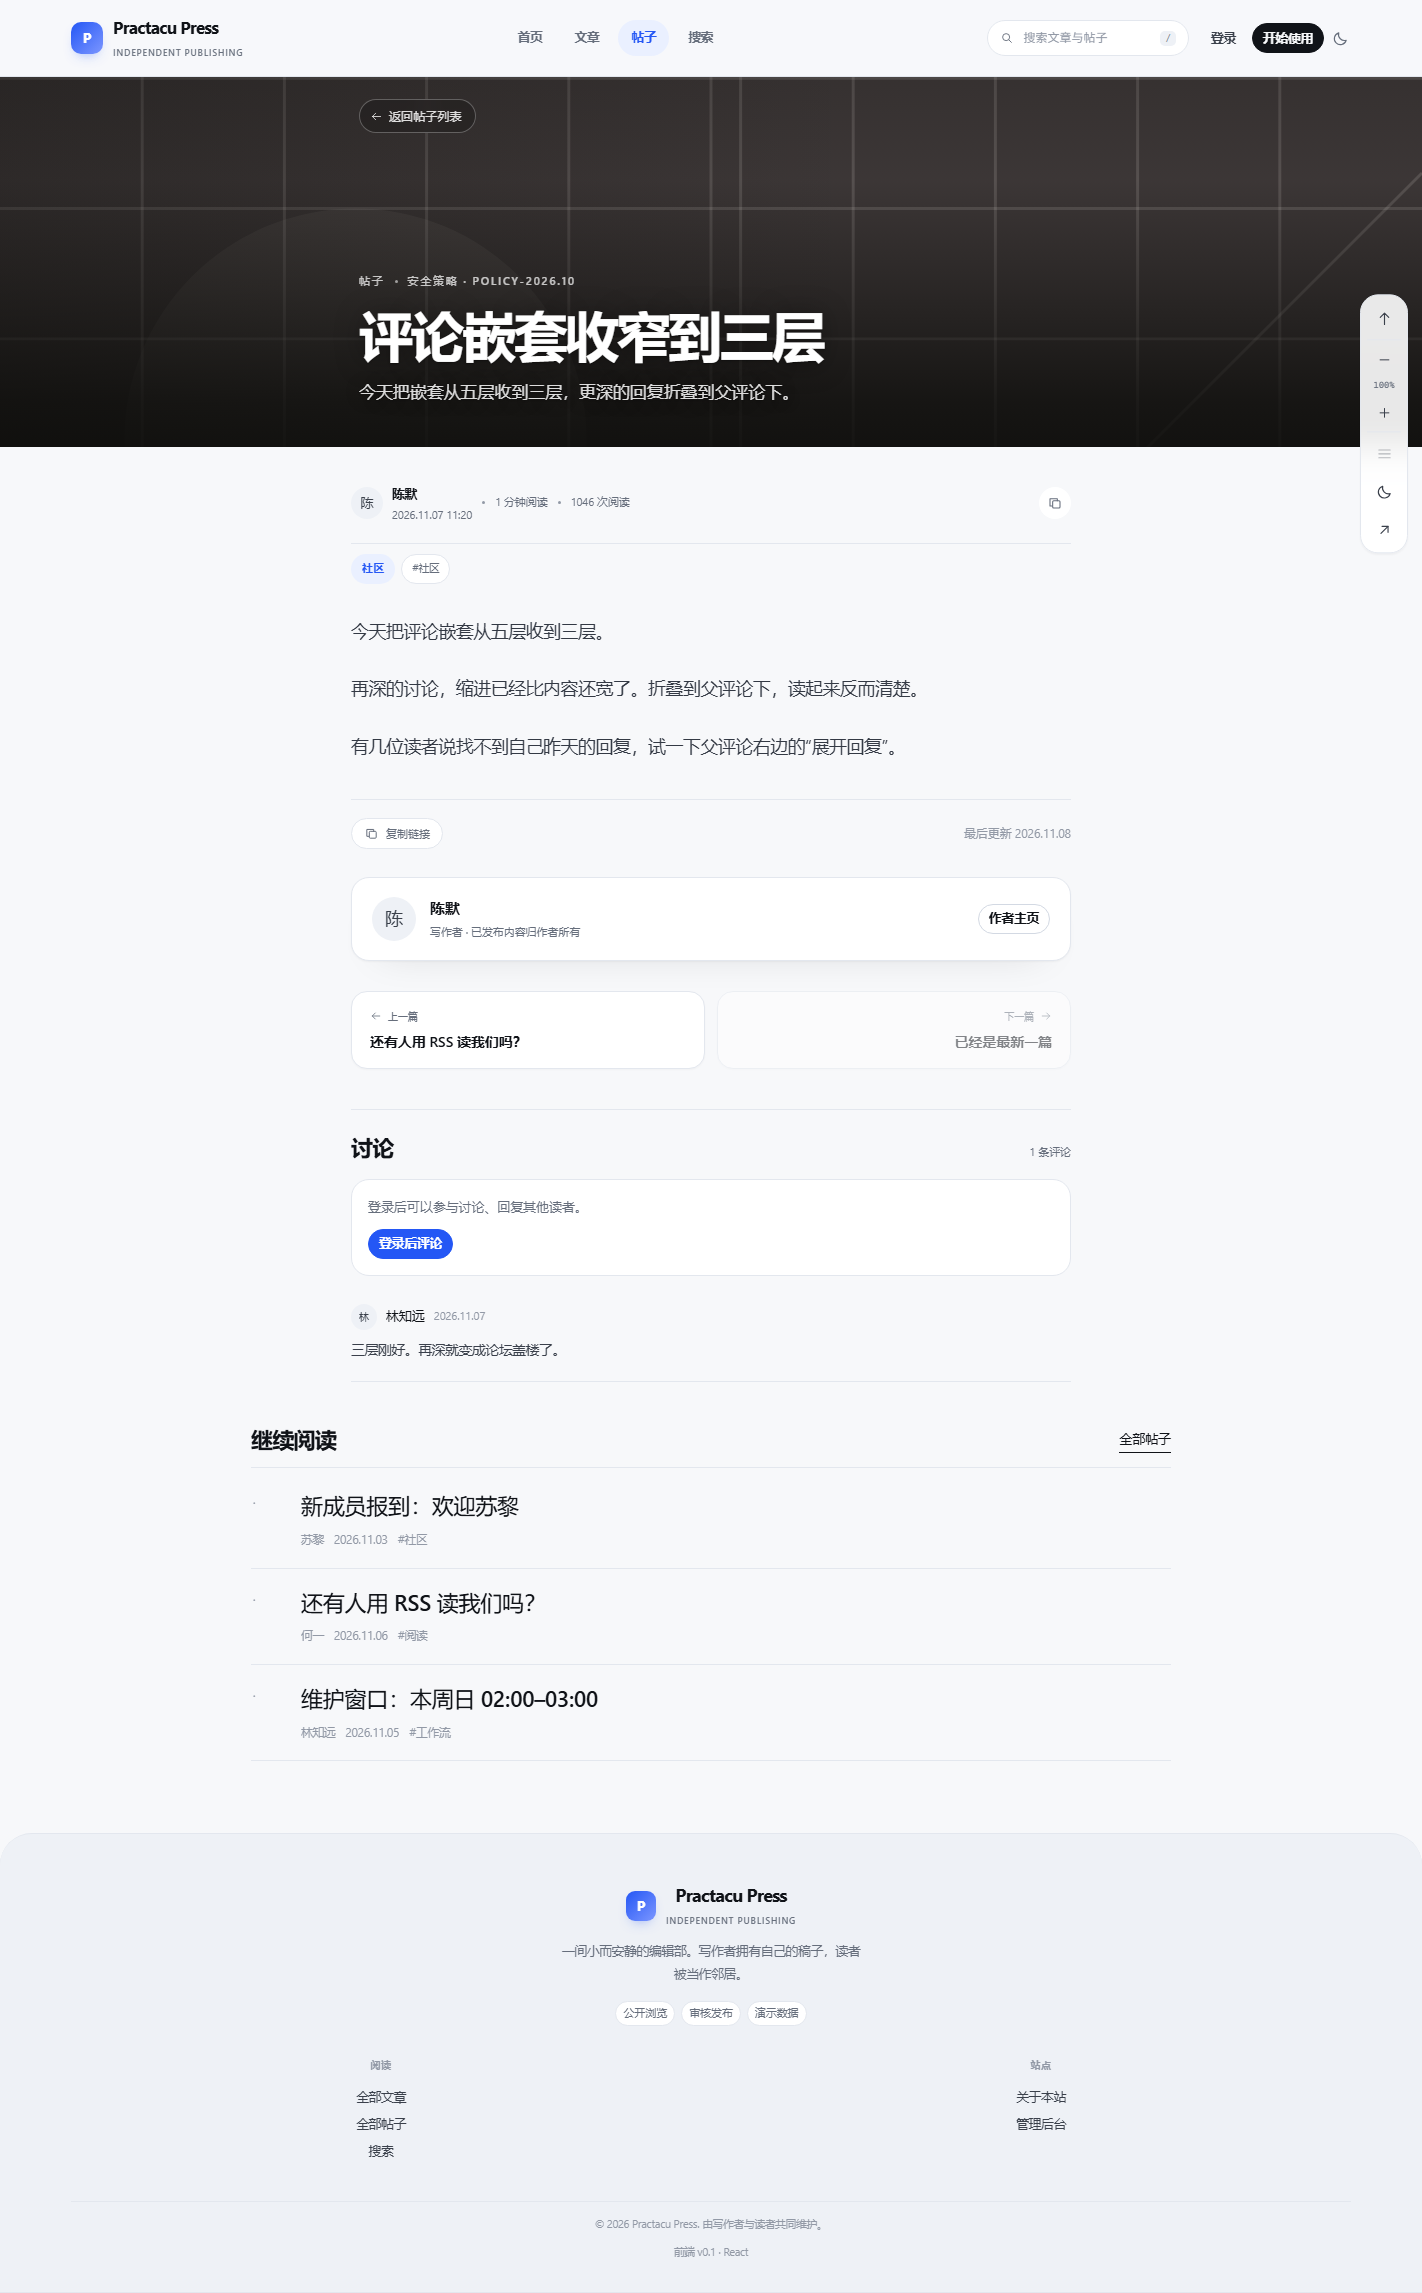 Practacu Press
INDEPENDENT PUBLISHING
首页 文章 帖子 搜索
搜索文章与帖子 /
登录 开始使用
← 返回帖子列表
帖子 • 安全策略 · POLICY-2026.10
评论嵌套收窄到三层
今天把嵌套从五层收到三层，更深的回复折叠到父评论下。
100%
陈 陈默
2026.11.07 11:20 • 1 分钟阅读 • 1046 次阅读
社区 #社区
今天把评论嵌套从五层收到三层。
再深的讨论，缩进已经比内容还宽了。折叠到父评论下，读起来反而清楚。
有几位读者说找不到自己昨天的回复，试一下父评论右边的“展开回复”。
复制链接
最后更新 2026.11.08
陈 陈默
写作者 · 已发布内容归作者所有
作者主页
← 上一篇
还有人用 RSS 读我们吗？
下一篇 →
已经是最新一篇
讨论
1 条评论
登录后可以参与讨论、回复其他读者。
登录后评论
林 林知远 2026.11.07
三层刚好。再深就变成论坛盖楼了。
继续阅读
全部帖子
新成员报到：欢迎苏黎
苏黎 2026.11.03 #社区
还有人用 RSS 读我们吗？
何一 2026.11.06 #阅读
维护窗口：本周日 02:00–03:00
林知远 2026.11.05 #工作流
P Practacu Press
INDEPENDENT PUBLISHING
一间小而安静的编辑部。写作者拥有自己的稿子，读者
被当作邻居。
公开浏览 审核发布 演示数据
阅读
全部文章
全部帖子
搜索
站点
关于本站
管理后台
© 2026 Practacu Press. 由写作者与读者共同维护。
前端 v0.1 · React